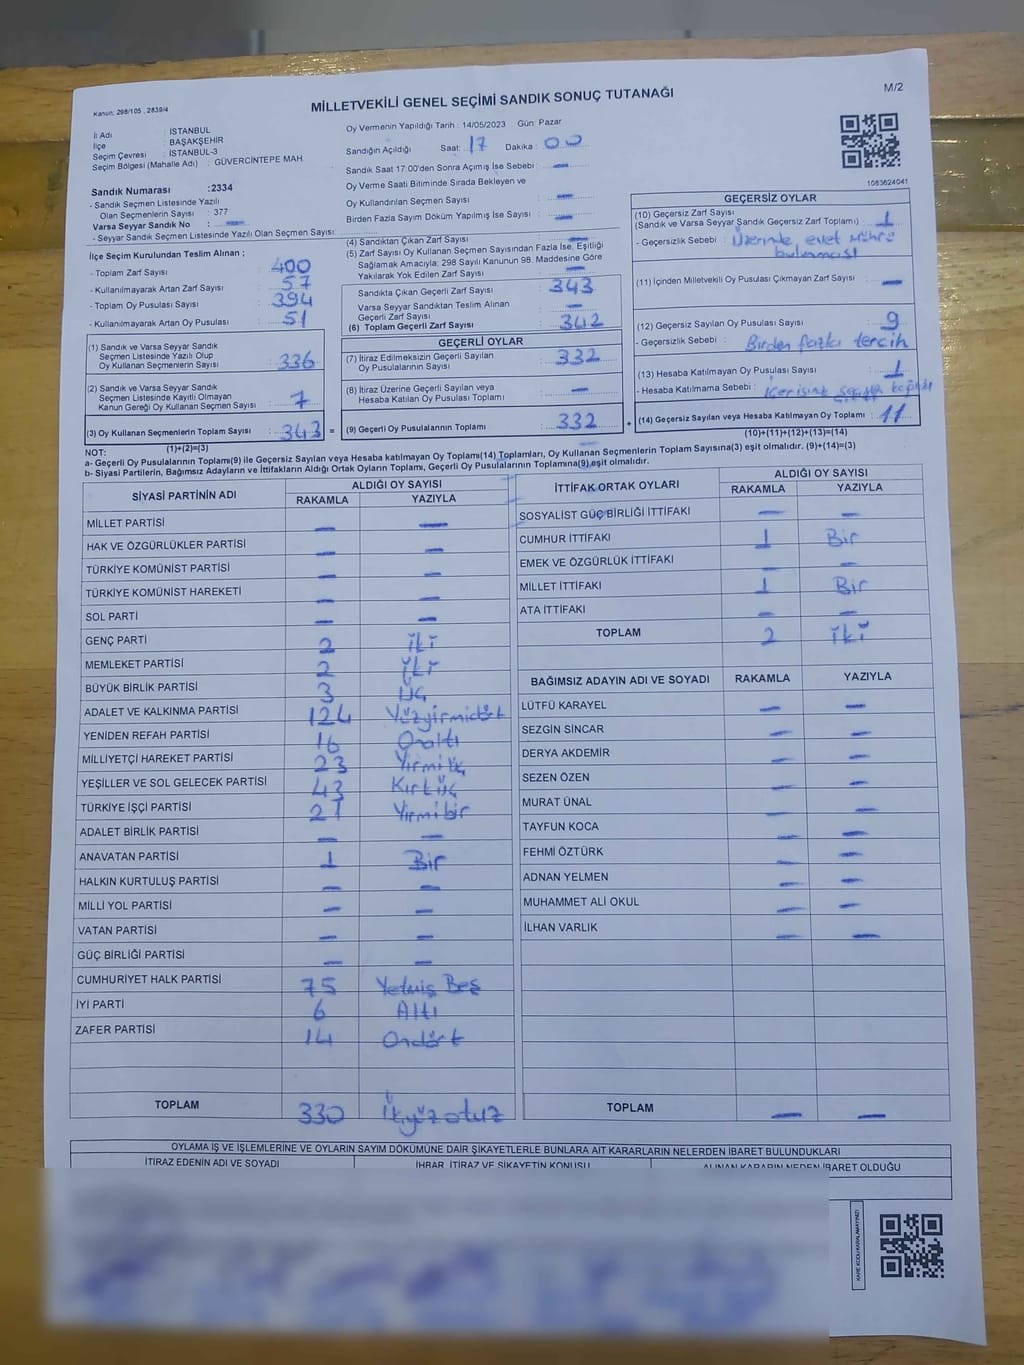 Kanun: 298/105 , 2839/4
MİLLETVEKİLİ GENEL SEÇİMİ SANDIK SONUÇ TUTANAĞI
M/2
İl Adı : İSTANBUL
İlçe : BAŞAKŞEHİR
Seçim Çevresi : İSTANBUL-3
Seçim Bölgesi (Mahalle Adı) : GÜVERCİNTEPE MAH.
Sandık Numarası : 2334
- Sandık Seçmen Listesinde Yazılı
Olan Seçmenlerin Sayısı : 377
Varsa Seyyar Sandık No : —
- Seyyar Sandık Seçmen Listesinde Yazılı Olan Seçmen Sayısı:
İlçe Seçim Kurulundan Teslim Alınan ;
- Toplam Zarf Sayısı : 400
- Kullanılmayarak Artan Zarf Sayısı : 57
- Toplam Oy Pusulası Sayısı : 394
- Kullanılmayarak Artan Oy Pusulası : 51
(1) Sandık ve Varsa Seyyar Sandık
Seçmen Listesinde Yazılı Olup
Oy Kullanan Seçmenlerin Sayısı : 336
(2) Sandık ve Varsa Seyyar Sandık
Seçmen Listesinde Kayıtlı Olmayan
Kanun Gereği Oy Kullanan Seçmen Sayısı : 7
(3) Oy Kullanan Seçmenlerin Toplam Sayısı : 343 =
(1)+(2)=(3)
Oy Vermenin Yapıldığı Tarih : 14/05/2023 Gün: Pazar
Sandığın Açıldığı Saat: 17 Dakika : 00
Sandık Saat 17:00'den Sonra Açımış İse Sebebi : —
Oy Verme Saati Bitiminde Sırada Bekleyen ve
Oy Kullandırılan Seçmen Sayısı : —
Birden Fazla Sayım Döküm Yapılmış İse Sayısı : —
(4) Sandıktan Çıkan Zarf Sayısı : —
(5) Zarf Sayısı Oy Kullanan Seçmen Sayısından Fazla İse, Eşitliği
Sağlamak Amacıyla; 298 Sayılı Kanunun 98. Maddesine Göre
Yakılarak Yok Edilen Zarf Sayısı : —
Sandıkta Çıkan Geçerli Zarf Sayısı : 343
Varsa Seyyar Sandıktan Teslim Alınan
Geçerli Zarf Sayısı : —
(6) Toplam Geçerli Zarf Sayısı : 342
GEÇERLİ OYLAR
(7) İtiraz Edilmeksizin Geçerli Sayılan
Oy Pusulalarının Sayısı : 332
(8) İtiraz Üzerine Geçerli Sayılan veya
Hesaba Katılan Oy Pusulası Toplamı : —
(9) Geçerli Oy Pusulalarının Toplamı : 332 +
1083624041
GEÇERSİZ OYLAR
(10) Geçersiz Zarf Sayısı
(Sandık ve Varsa Seyyar Sandık Geçersiz Zarf Toplamı) : 1
- Geçersizlik Sebebi : Üzerinde evet mührü
bulunması
(11) İçinden Milletvekili Oy Pusulası Çıkmayan Zarf Sayısı : —
(12) Geçersiz Sayılan Oy Pusulası Sayısı : 9
- Geçersizlik Sebebi : Birden fazla tercih
(13) Hesaba Katılmayan Oy Pusulası Sayısı : 1
- Hesaba Katılmama Sebebi :
(14) Geçersiz Sayılan veya Hesaba Katılmayan Oy Toplamı : 11
(10)+(11)+(12)+(13)=(14)
NOT:
a- Geçerli Oy Pusulalarının Toplamı(9) ile Geçersiz Sayılan veya Hesaba katılmayan Oy Toplamı(14) Toplamları, Oy Kullanan Seçmenlerin Toplam Sayısına(3) eşit olmalıdır. (9)+(14)=(3)
b- Siyasi Partilerin, Bağımsız Adayların ve İttifakların Aldığı Ortak Oyların Toplamı, Geçerli Oy Pusulalarının Toplamına(9) eşit olmalıdır.
SİYASİ PARTİNİN ADI ALDIĞI OY SAYISI
RAKAMLA YAZIYLA
MİLLET PARTİSİ — —
HAK VE ÖZGÜRLÜKLER PARTİSİ — —
TÜRKİYE KOMÜNİST PARTİSİ — —
TÜRKİYE KOMÜNİST HAREKETİ — —
SOL PARTİ — —
GENÇ PARTİ 2 İki
MEMLEKET PARTİSİ 2 İki
BÜYÜK BİRLİK PARTİSİ 3 Üç
ADALET VE KALKINMA PARTİSİ 124 Yüzyirmidört
YENİDEN REFAH PARTİSİ 16 Onaltı
MİLLİYETÇİ HAREKET PARTİSİ 23 Yirmiüç
YEŞİLLER VE SOL GELECEK PARTİSİ 43 Kırküç
TÜRKİYE İŞÇİ PARTİSİ 21 Yirmibir
ADALET BİRLİK PARTİSİ — —
ANAVATAN PARTİSİ 1 Bir
HALKIN KURTULUŞ PARTİSİ — —
MİLLİ YOL PARTİSİ — —
VATAN PARTİSİ — —
GÜÇ BİRLİĞİ PARTİSİ — —
CUMHURİYET HALK PARTİSİ 75 Yetmiş Beş
İYİ PARTİ 6 Altı
ZAFER PARTİSİ 14 Ondört
TOPLAM 330
İTTİFAK ORTAK OYLARI ALDIĞI OY SAYISI
RAKAMLA YAZIYLA
SOSYALİST GÜÇ BİRLİĞİ İTTİFAKI — —
CUMHUR İTTİFAKI 1 Bir
EMEK VE ÖZGÜRLÜK İTTİFAKI —
MİLLET İTTİFAKI 1 Bir
ATA İTTİFAKI — —
TOPLAM 2 İki
BAĞIMSIZ ADAYIN ADI VE SOYADI RAKAMLA YAZIYLA
LÜTFÜ KARAYEL — —
SEZGİN SİNCAR — —
DERYA AKDEMİR — —
SEZEN ÖZEN — —
MURAT ÜNAL — —
TAYFUN KOCA — —
FEHMİ ÖZTÜRK — —
ADNAN YELMEN — —
MUHAMMET ALİ OKUL — —
İLHAN VARLIK — —
TOPLAM — —
OYLAMA İŞ VE İŞLEMLERİNE VE OYLARIN SAYIM DÖKÜMÜNE DAİR ŞİKAYETLERLE BUNLARA AİT KARARLARIN NELERDEN İBARET BULUNDUKLARI
İTİRAZ EDENİN ADI VE SOYADI İHBAR, İTİRAZ VE ŞİKAYETİN KONUSU ALINAN KARARIN NEDEN İBARET OLDUĞU
KARE KODU KARALAMAYINIZ!